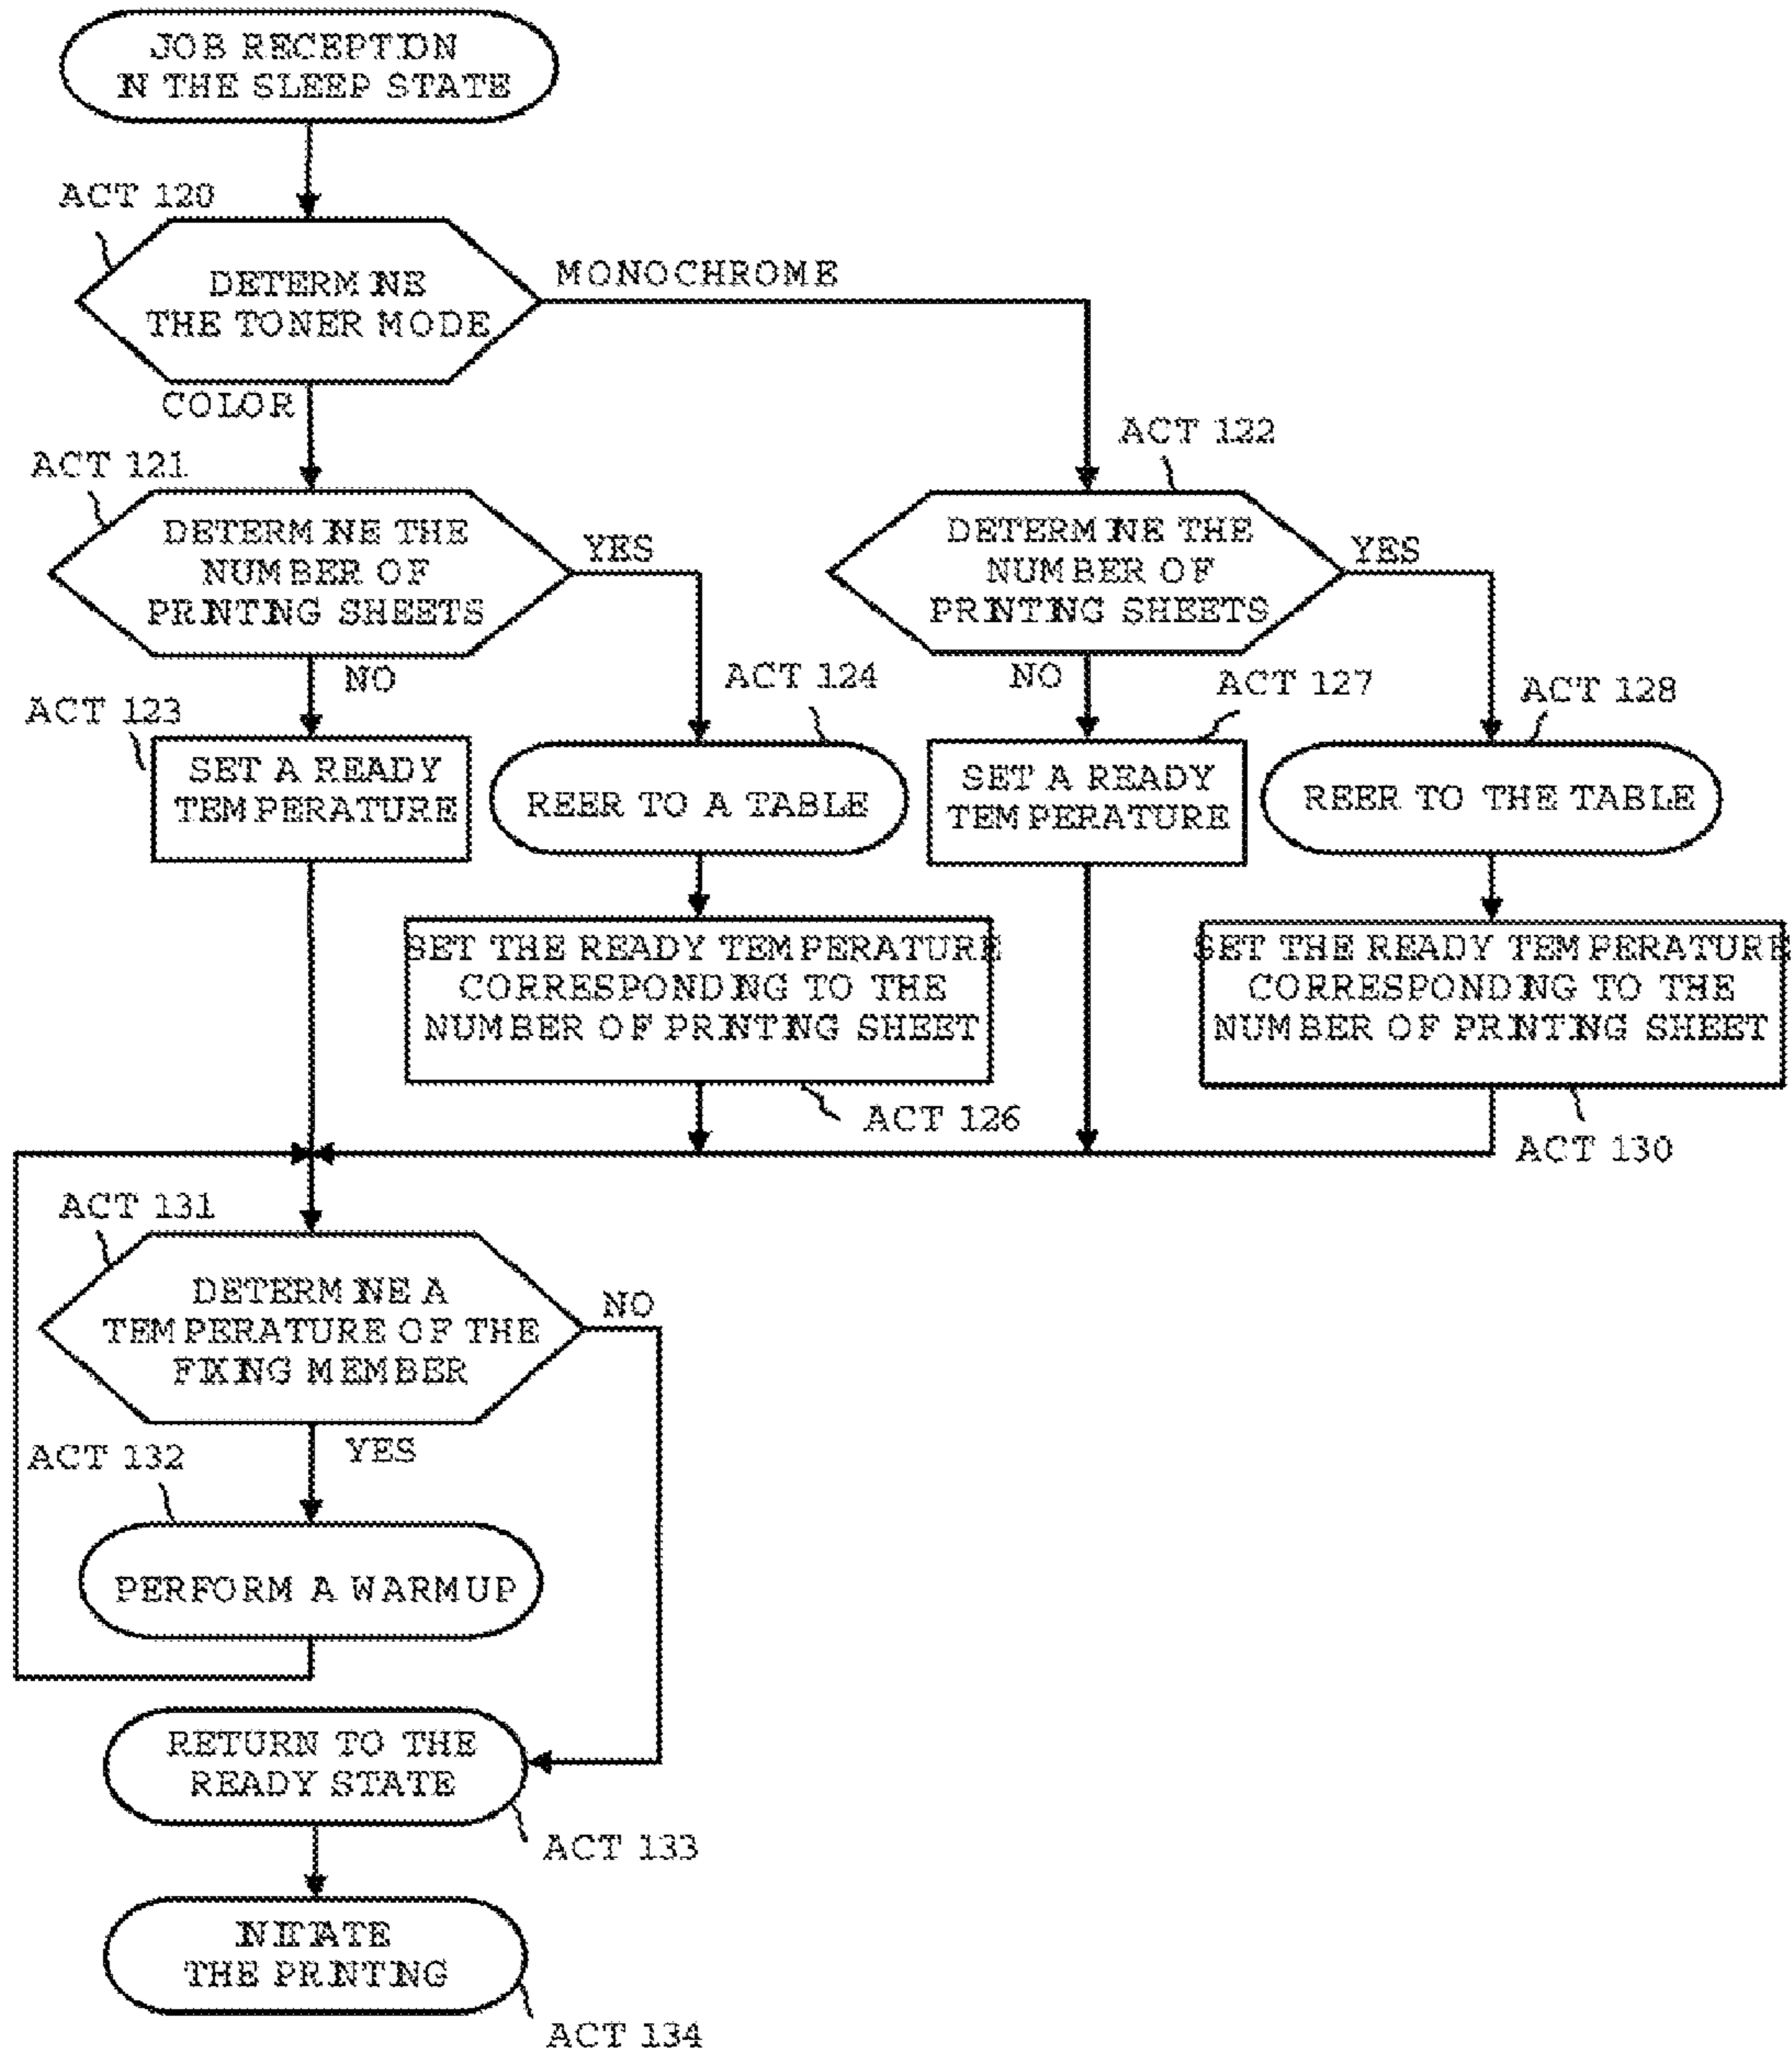 JOB RECEPTION
IN THE SLEEP STATE
ACT 120
DETERMINE
THE TONER MODE
MONOCHROME
COLOR
ACT 121
DETERMINE THE
NUMBER OF
PRINTING SHEETS
YES
NO
ACT 122
DETERMINE THE
NUMBER OF
PRINTING SHEETS
YES
NO
ACT 123
SET A READY
TEMPERATURE
ACT 124
REER TO A TABLE
ACT 127
SET A READY
TEMPERATURE
ACT 128
REER TO THE TABLE
SET THE READY TEMPERATURE
CORRESPONDING TO THE
NUMBER OF PRINTING SHEET
ACT 126
SET THE READY TEMPERATURE
CORRESPONDING TO THE
NUMBER OF PRINTING SHEET
ACT 130
ACT 131
DETERMINE A
TEMPERATURE OF THE
FIXING MEMBER
NO
YES
ACT 132
PERFORM A WARMUP
RETURN TO THE
READY STATE
ACT 133
INITIATE
THE PRINTING
ACT 134